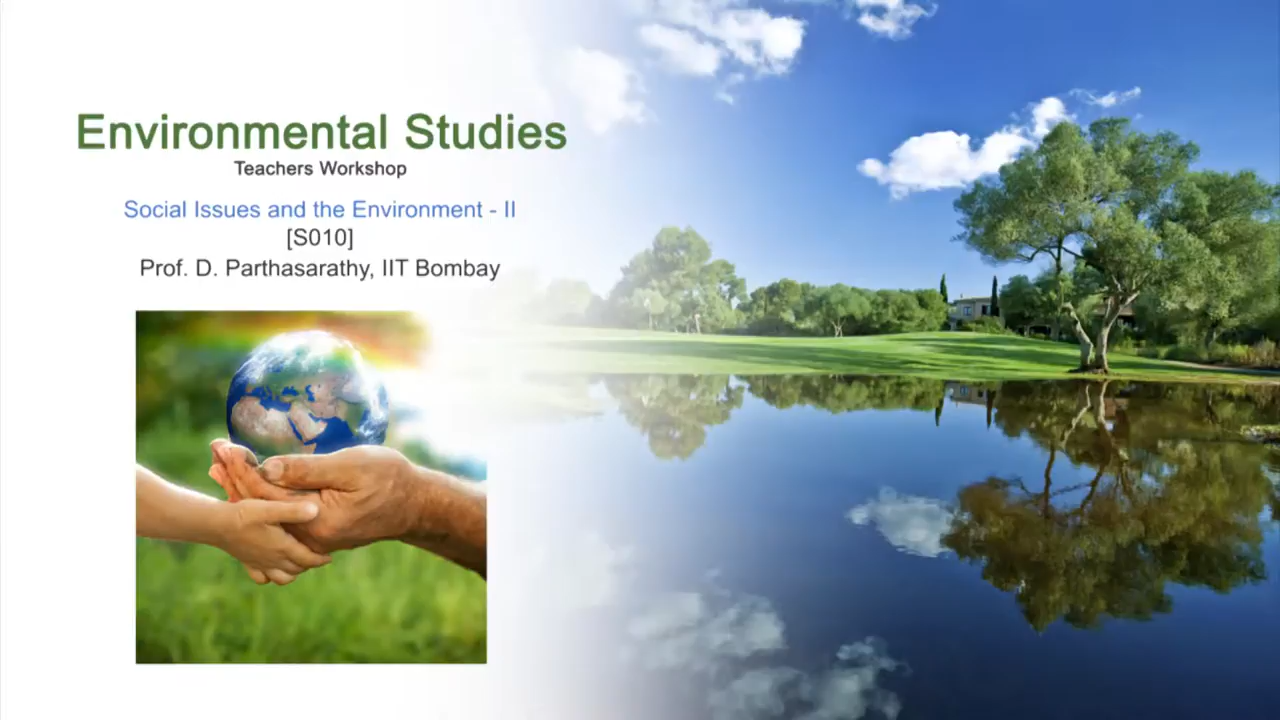 Environmental Studies
Teachers Workshop
Social Issues and the Environment - II
[S010]
Prof. D. Parthasarathy, IIT Bombay